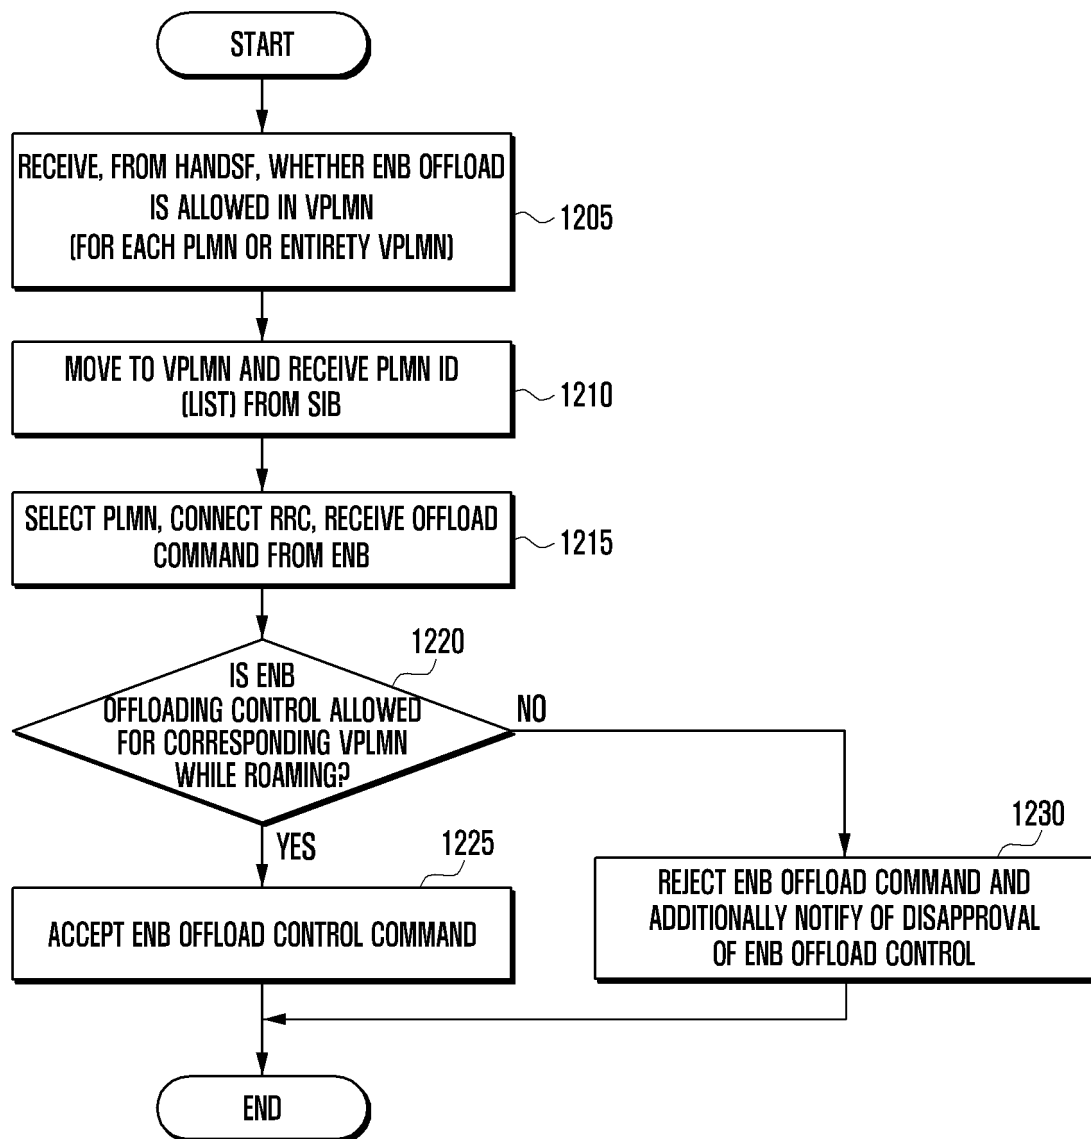 START
RECEIVE, FROM HANDSF, WHETHER ENB OFFLOAD
IS ALLOWED IN VPLMN
(FOR EACH PLMN OR ENTIRETY VPLMN)
1205
MOVE TO VPLMN AND RECEIVE PLMN ID
(LIST) FROM SIB
1210
SELECT PLMN, CONNECT RRC, RECEIVE OFFLOAD
COMMAND FROM ENB
1215
1220
IS ENB
OFFLOADING CONTROL ALLOWED
FOR CORRESPONDING VPLMN
WHILE ROAMING?
NO
YES
1225
ACCEPT ENB OFFLOAD CONTROL COMMAND
1230
REJECT ENB OFFLOAD COMMAND AND
ADDITIONALLY NOTIFY OF DISAPPROVAL
OF ENB OFFLOAD CONTROL
END